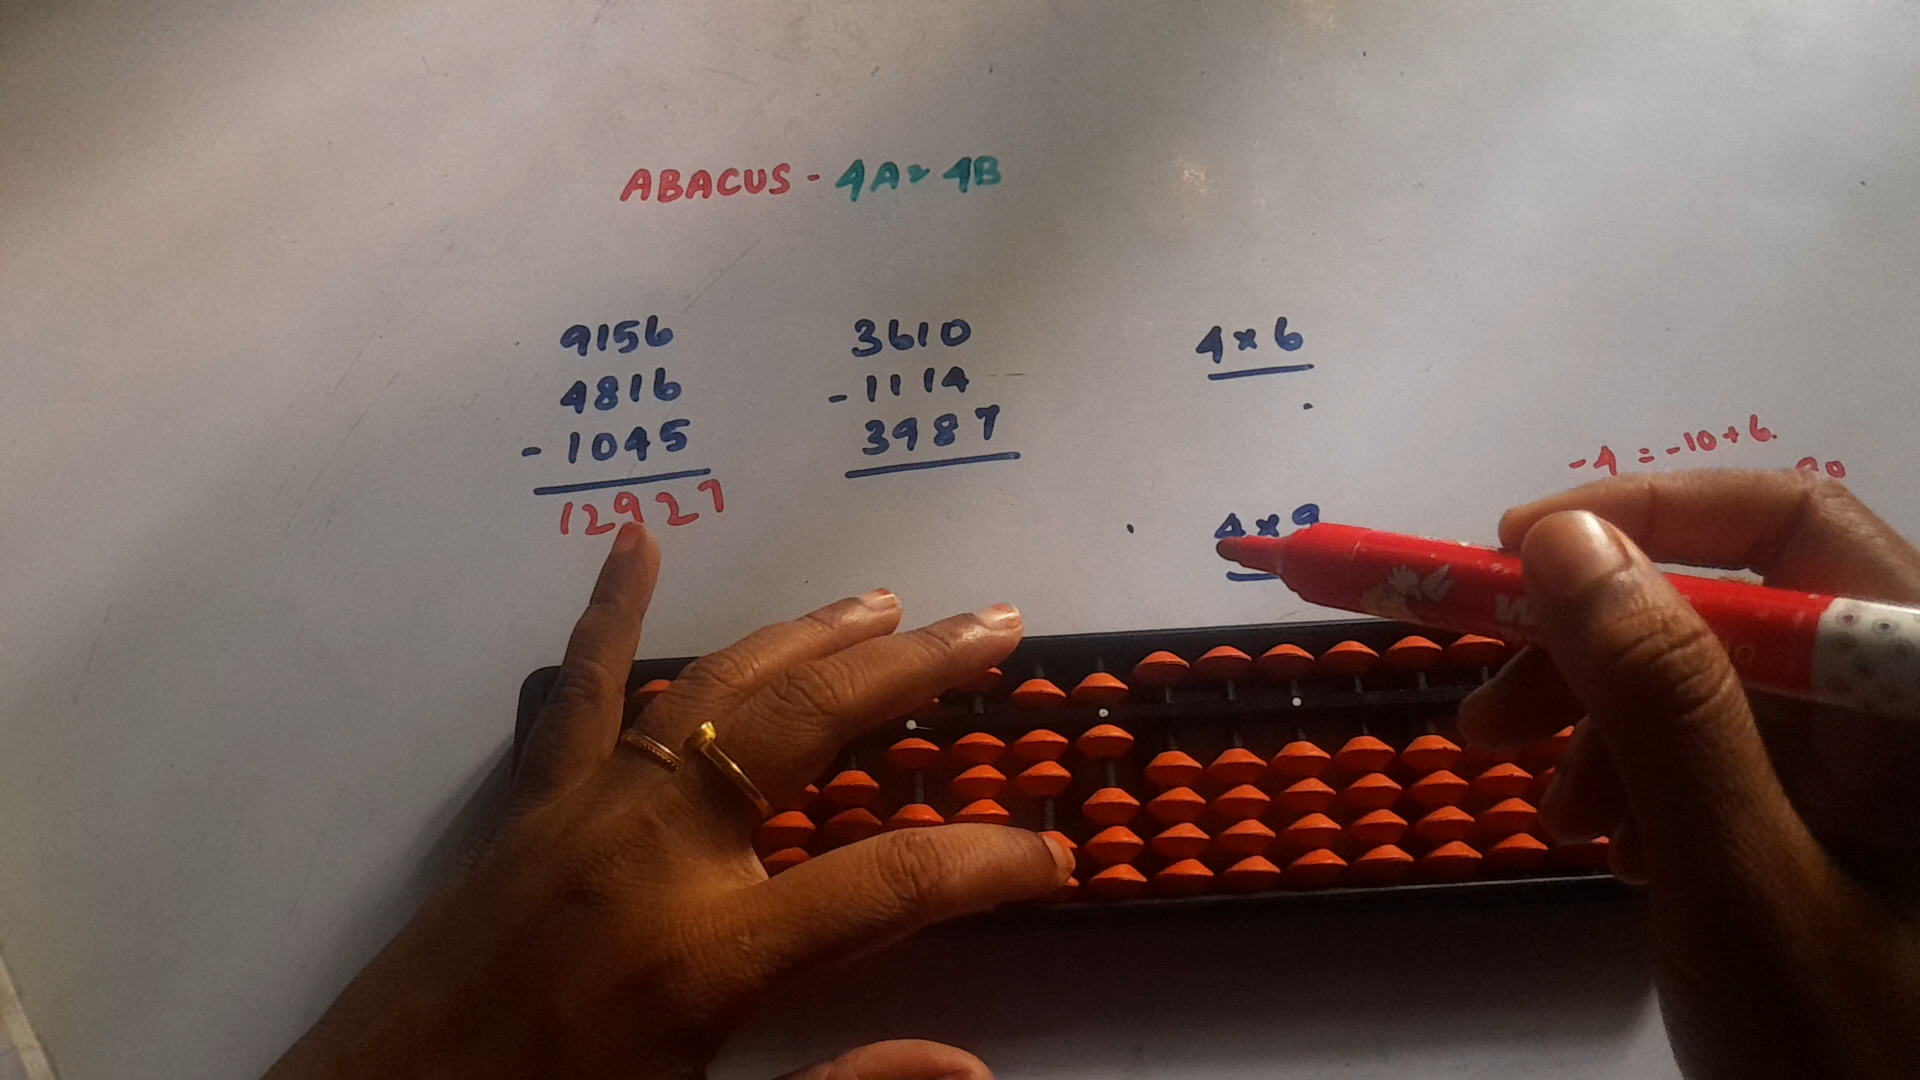 ABACUS - 4A & 4B
9156
4816
- 1045
12927
3610
- 1114
3987
4 x 6
4 x 9
-4 = -10 + 6.